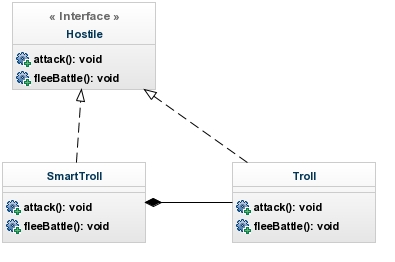 « Interface »
Hostile
attack(): void
fleeBattle(): void
SmartTroll
attack(): void
fleeBattle(): void
Troll
attack(): void
fleeBattle(): void